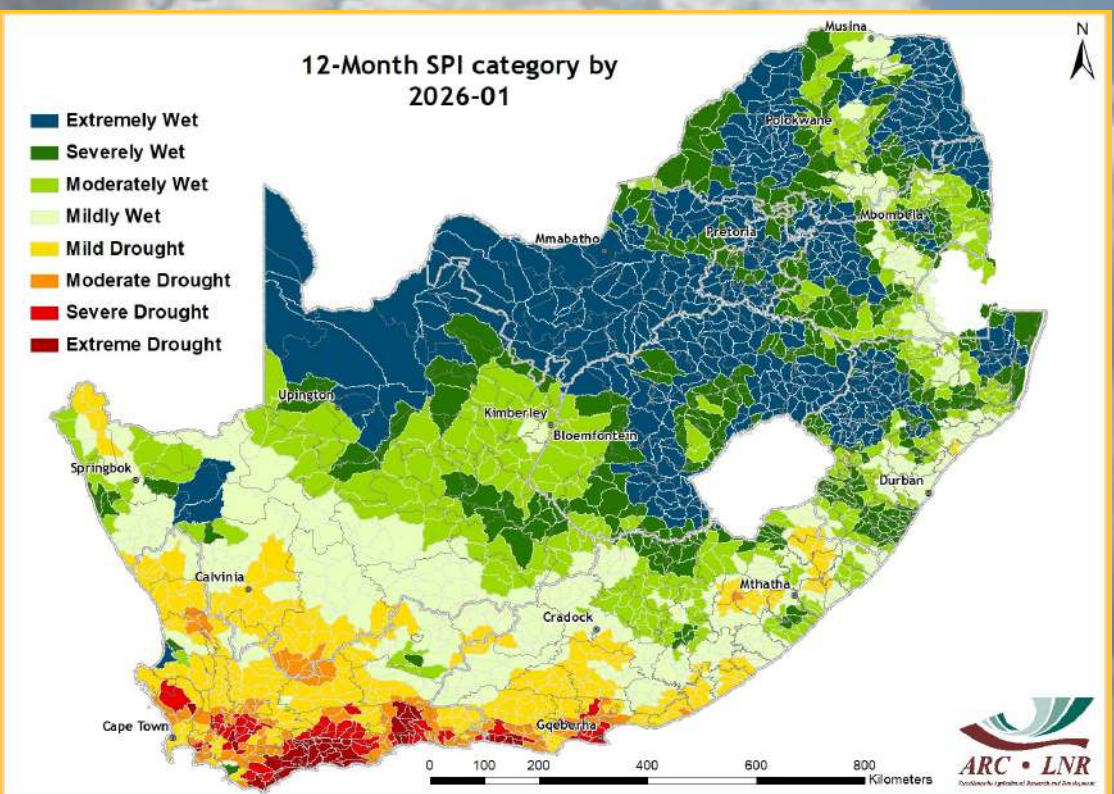 12-Month SPI category by
2026-01
N
Extremely Wet
Severely Wet
Moderately Wet
Mildly Wet
Mild Drought
Moderate Drought
Severe Drought
Extreme Drought
Musina
Polokwane
Mbombela
Pretoria
Mmabatho
Upington
Kimberley
Bloemfontein
Springbok
Durban
Calvinia
Mthatha
Cradock
Cape Town
Gqeberha
0 100 200 400 600 800
Kilometers
ARC • LNR